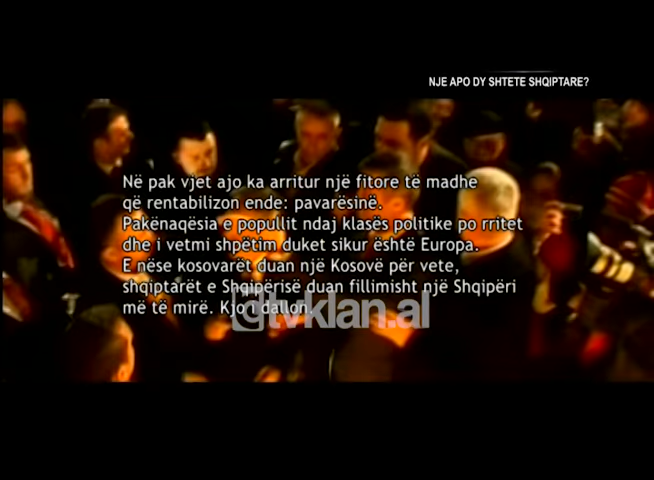 NJE APO DY SHTETE SHQIPTARE?
Në pak vjet ajo ka arritur një fitore të madhe
që rentabilizon ende: pavarësinë.
Pakënaqësia e popullit ndaj klasës politike po rritet
dhe i vetmi shpëtim duket sikur është Europa.
E nëse kosovarët duan një Kosovë për vete,
shqiptarët e Shqipërisë duan fillimisht një Shqipëri
më të mirë. Kjo i dallon.
tvklan.al